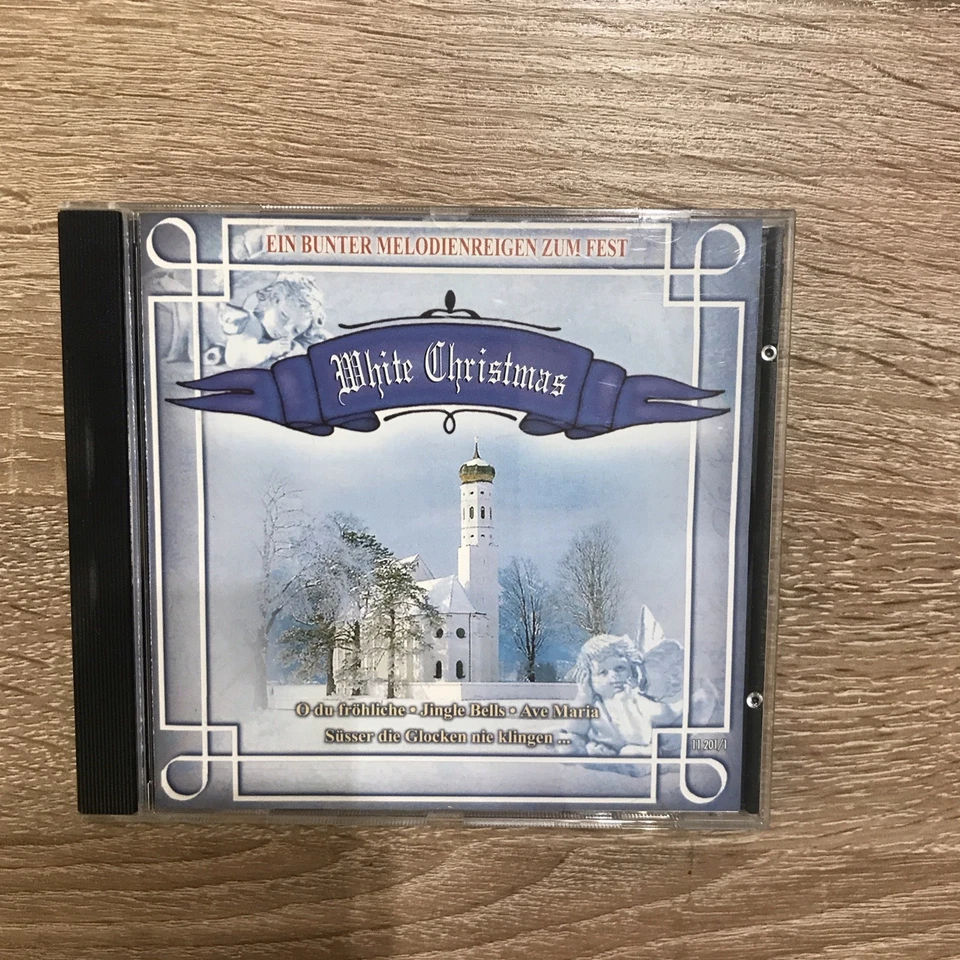 EIN BUNTER MELODIENREIGEN ZUM FEST
White Christmas
O du fröhliche • Jingle Bells • Ave Maria
Süsser die Glocken nie klingen ...
11 201/1